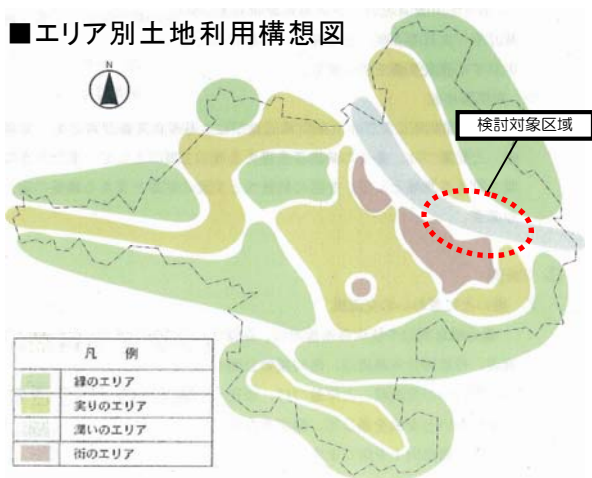 ■エリア別土地利用構想図
N
検討対象区域
凡 例
緑のエリア
実りのエリア
潤いのエリア
街のエリア